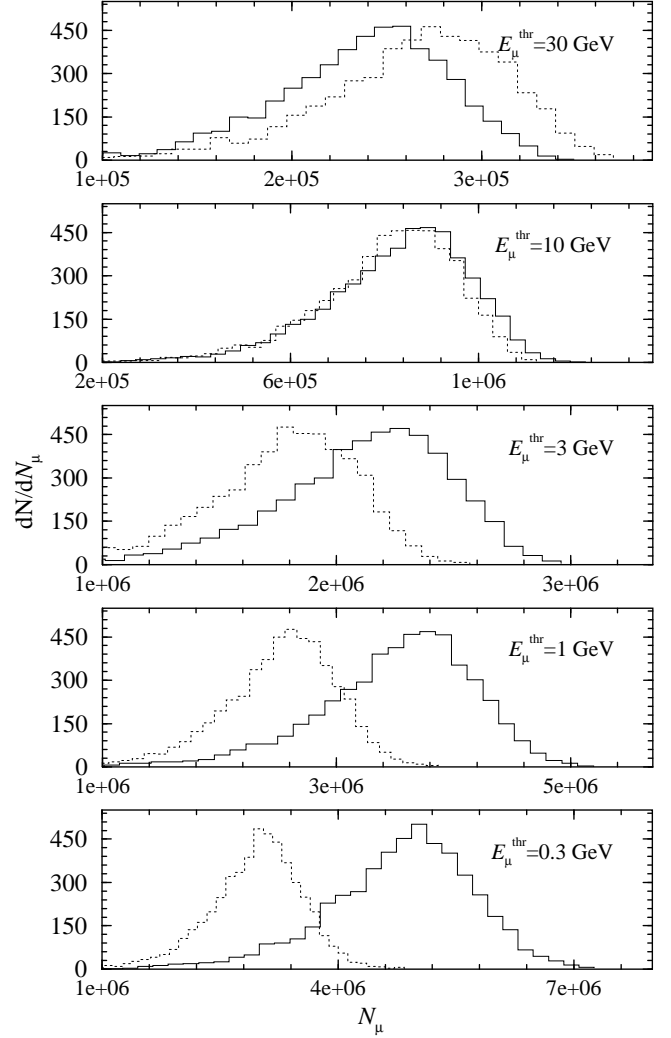 450
300
150
0
E_μ^thr=30 GeV
1e+05 2e+05 3e+05
450
300
150
0
E_μ^thr=10 GeV
2e+05 6e+05 1e+06
dN/dN_μ
450
300
150
0
E_μ^thr=3 GeV
1e+06 2e+06 3e+06
450
300
150
0
E_μ^thr=1 GeV
1e+06 3e+06 5e+06
450
300
150
0
E_μ^thr=0.3 GeV
1e+06 4e+06 7e+06
N_μ